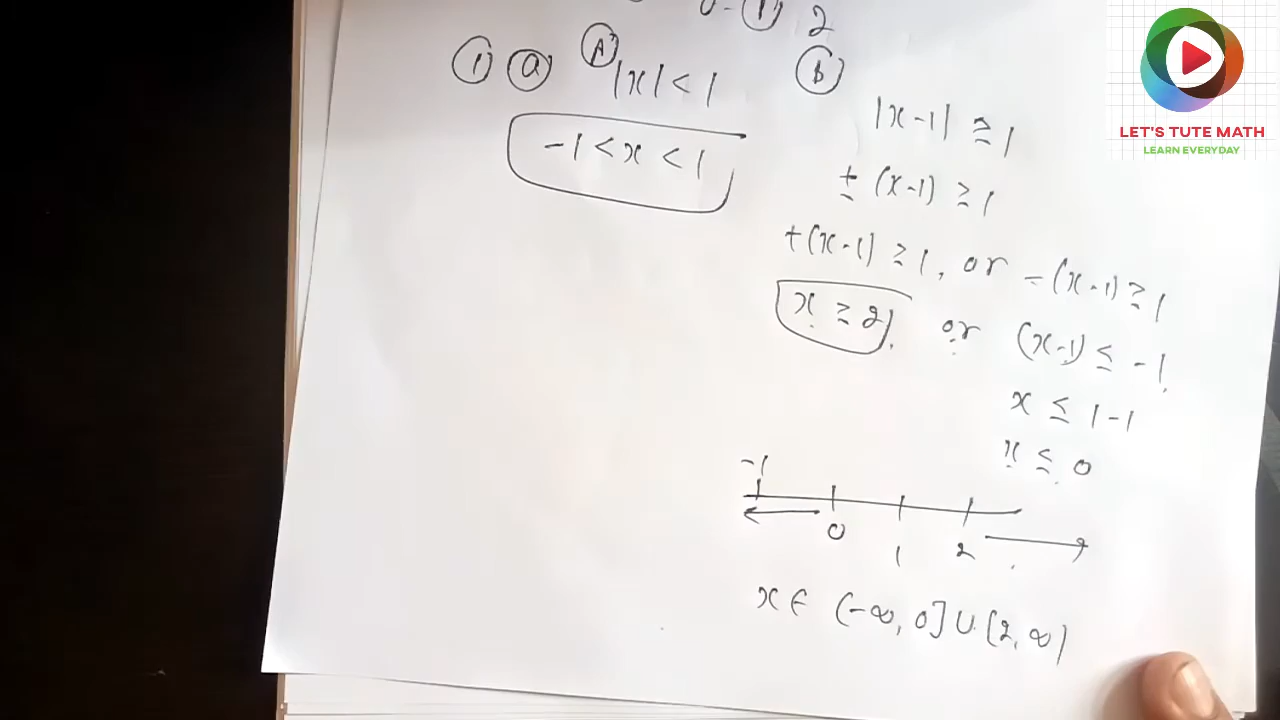 2
① ⓐ Ⓐ |x| < 1
-1 < x < 1
Ⓑ
|x-1| ≥ 1
± (x-1) ≥ 1
+(x-1) ≥ 1, or -(x-1) ≥ 1
x ≥ 2, or (x-1) ≤ -1
x ≤ 1-1
x ≤ 0
-1
0 1 2
x ∈ (-∞, 0] ∪ [2, ∞)
LET'S TUTE MATH
LEARN EVERYDAY